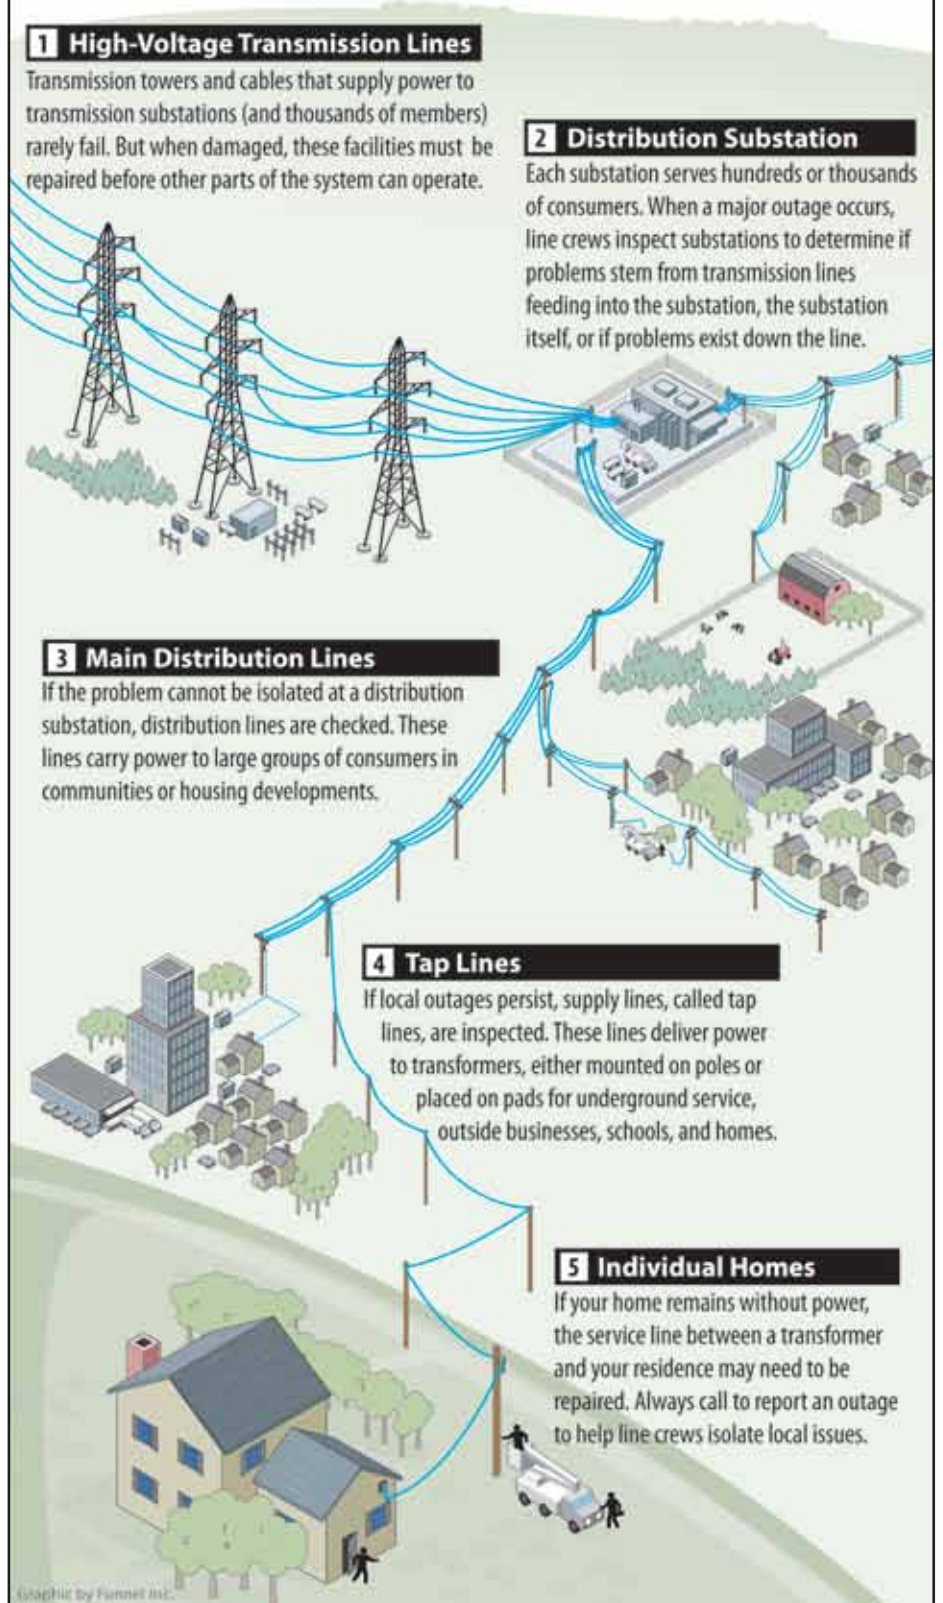 1 High-Voltage Transmission Lines
Transmission towers and cables that supply power to
transmission substations (and thousands of members)
rarely fail. But when damaged, these facilities must be
repaired before other parts of the system can operate.
2 Distribution Substation
Each substation serves hundreds or thousands
of consumers. When a major outage occurs,
line crews inspect substations to determine if
problems stem from transmission lines
feeding into the substation, the substation
itself, or if problems exist down the line.
3 Main Distribution Lines
If the problem cannot be isolated at a distribution
substation, distribution lines are checked. These
lines carry power to large groups of consumers in
communities or housing developments.
4 Tap Lines
If local outages persist, supply lines, called tap
lines, are inspected. These lines deliver power
to transformers, either mounted on poles or
placed on pads for underground service,
outside businesses, schools, and homes.
5 Individual Homes
If your home remains without power,
the service line between a transformer
and your residence may need to be
repaired. Always call to report an outage
to help line crews isolate local issues.
Graphic by Funnel Inc.